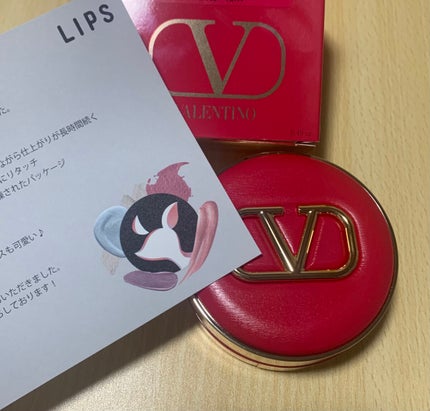 LIPS
た。
ながら仕上がりが長時間続く
にリタッチ
されたパッケージ
スも可愛い♪
いただきました。
しております！
VALENTINO